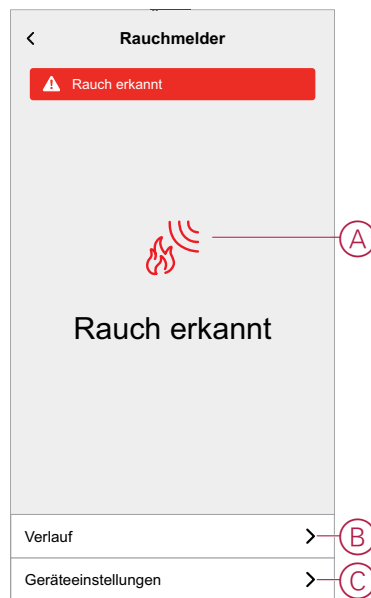 Rauchmelder
Rauch erkannt
A
Rauch erkannt
Verlauf
B
Geräteeinstellungen
C